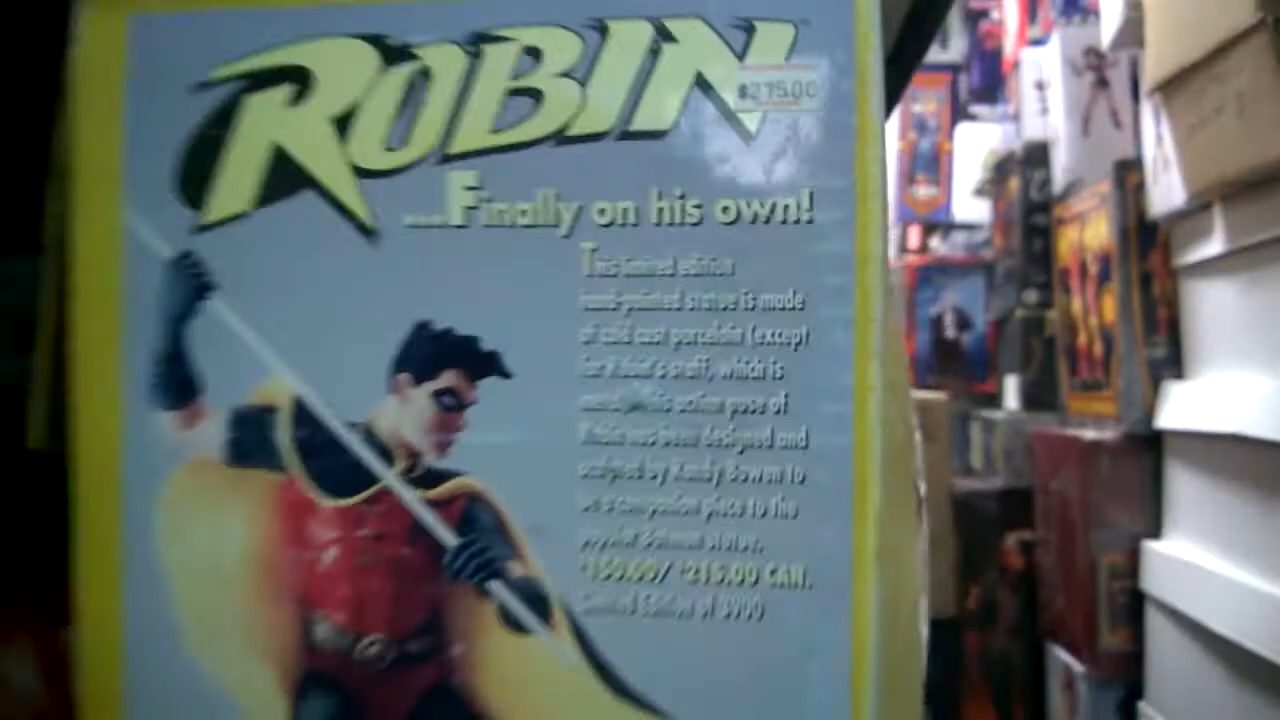 ROBIN
$275.00
....Finally on his own!
This limited edition
hand-painted statue is made
of cold cast porcelain (except
for Robin's staff, which is
this action pose of
Robin has been designed and
sculpted by Randy Bowen to
be a companion piece to the
popular Batman statue.
$150.00/ $215.00 CAN.
Limited Edition of